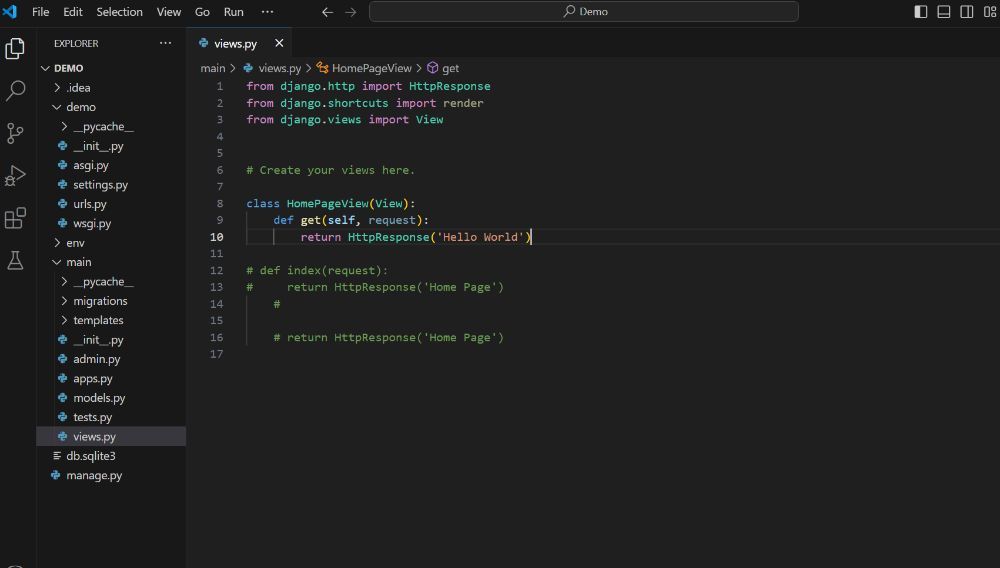 File Edit Selection View Go Run ···
Demo
EXPLORER ···
DEMO
.idea
demo
__pycache__
__init__.py
asgi.py
settings.py
urls.py
wsgi.py
env
main
__pycache__
migrations
templates
__init__.py
admin.py
apps.py
models.py
tests.py
views.py
db.sqlite3
manage.py
views.py
main > views.py > HomePageView > get
1 from django.http import HttpResponse
2 from django.shortcuts import render
3 from django.views import View
4
5
6 # Create your views here.
7
8 class HomePageView(View):
9     def get(self, request):
10         return HttpResponse('Hello World')
11
12 # def index(request):
13 #     return HttpResponse('Home Page')
14     #
15
16     # return HttpResponse('Home Page')
17